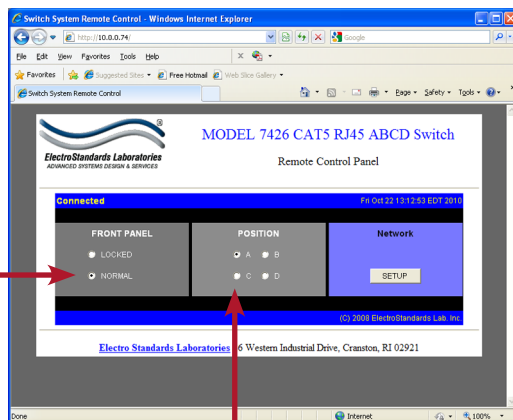 Switch System Remote Control - Windows Internet Explorer
http://10.0.0.74/
Google
File Edit View Favorites Tools Help
Favorites Suggested Sites Free Hotmail Web Slice Gallery
Switch System Remote Control
Page Safety Tools
ElectroStandards Laboratories
ADVANCED SYSTEMS DESIGN & SERVICES
MODEL 7426 CAT5 RJ45 ABCD Switch
Remote Control Panel
Connected Fri Oct 22 13:12:53 EDT 2010
FRONT PANEL POSITION Network
LOCKED A B
NORMAL C D SETUP
(C) 2008 ElectroStandards Lab. Inc.
Electro Standards Laboratories 36 Western Industrial Drive, Cranston, RI 02921
Done Internet 100%